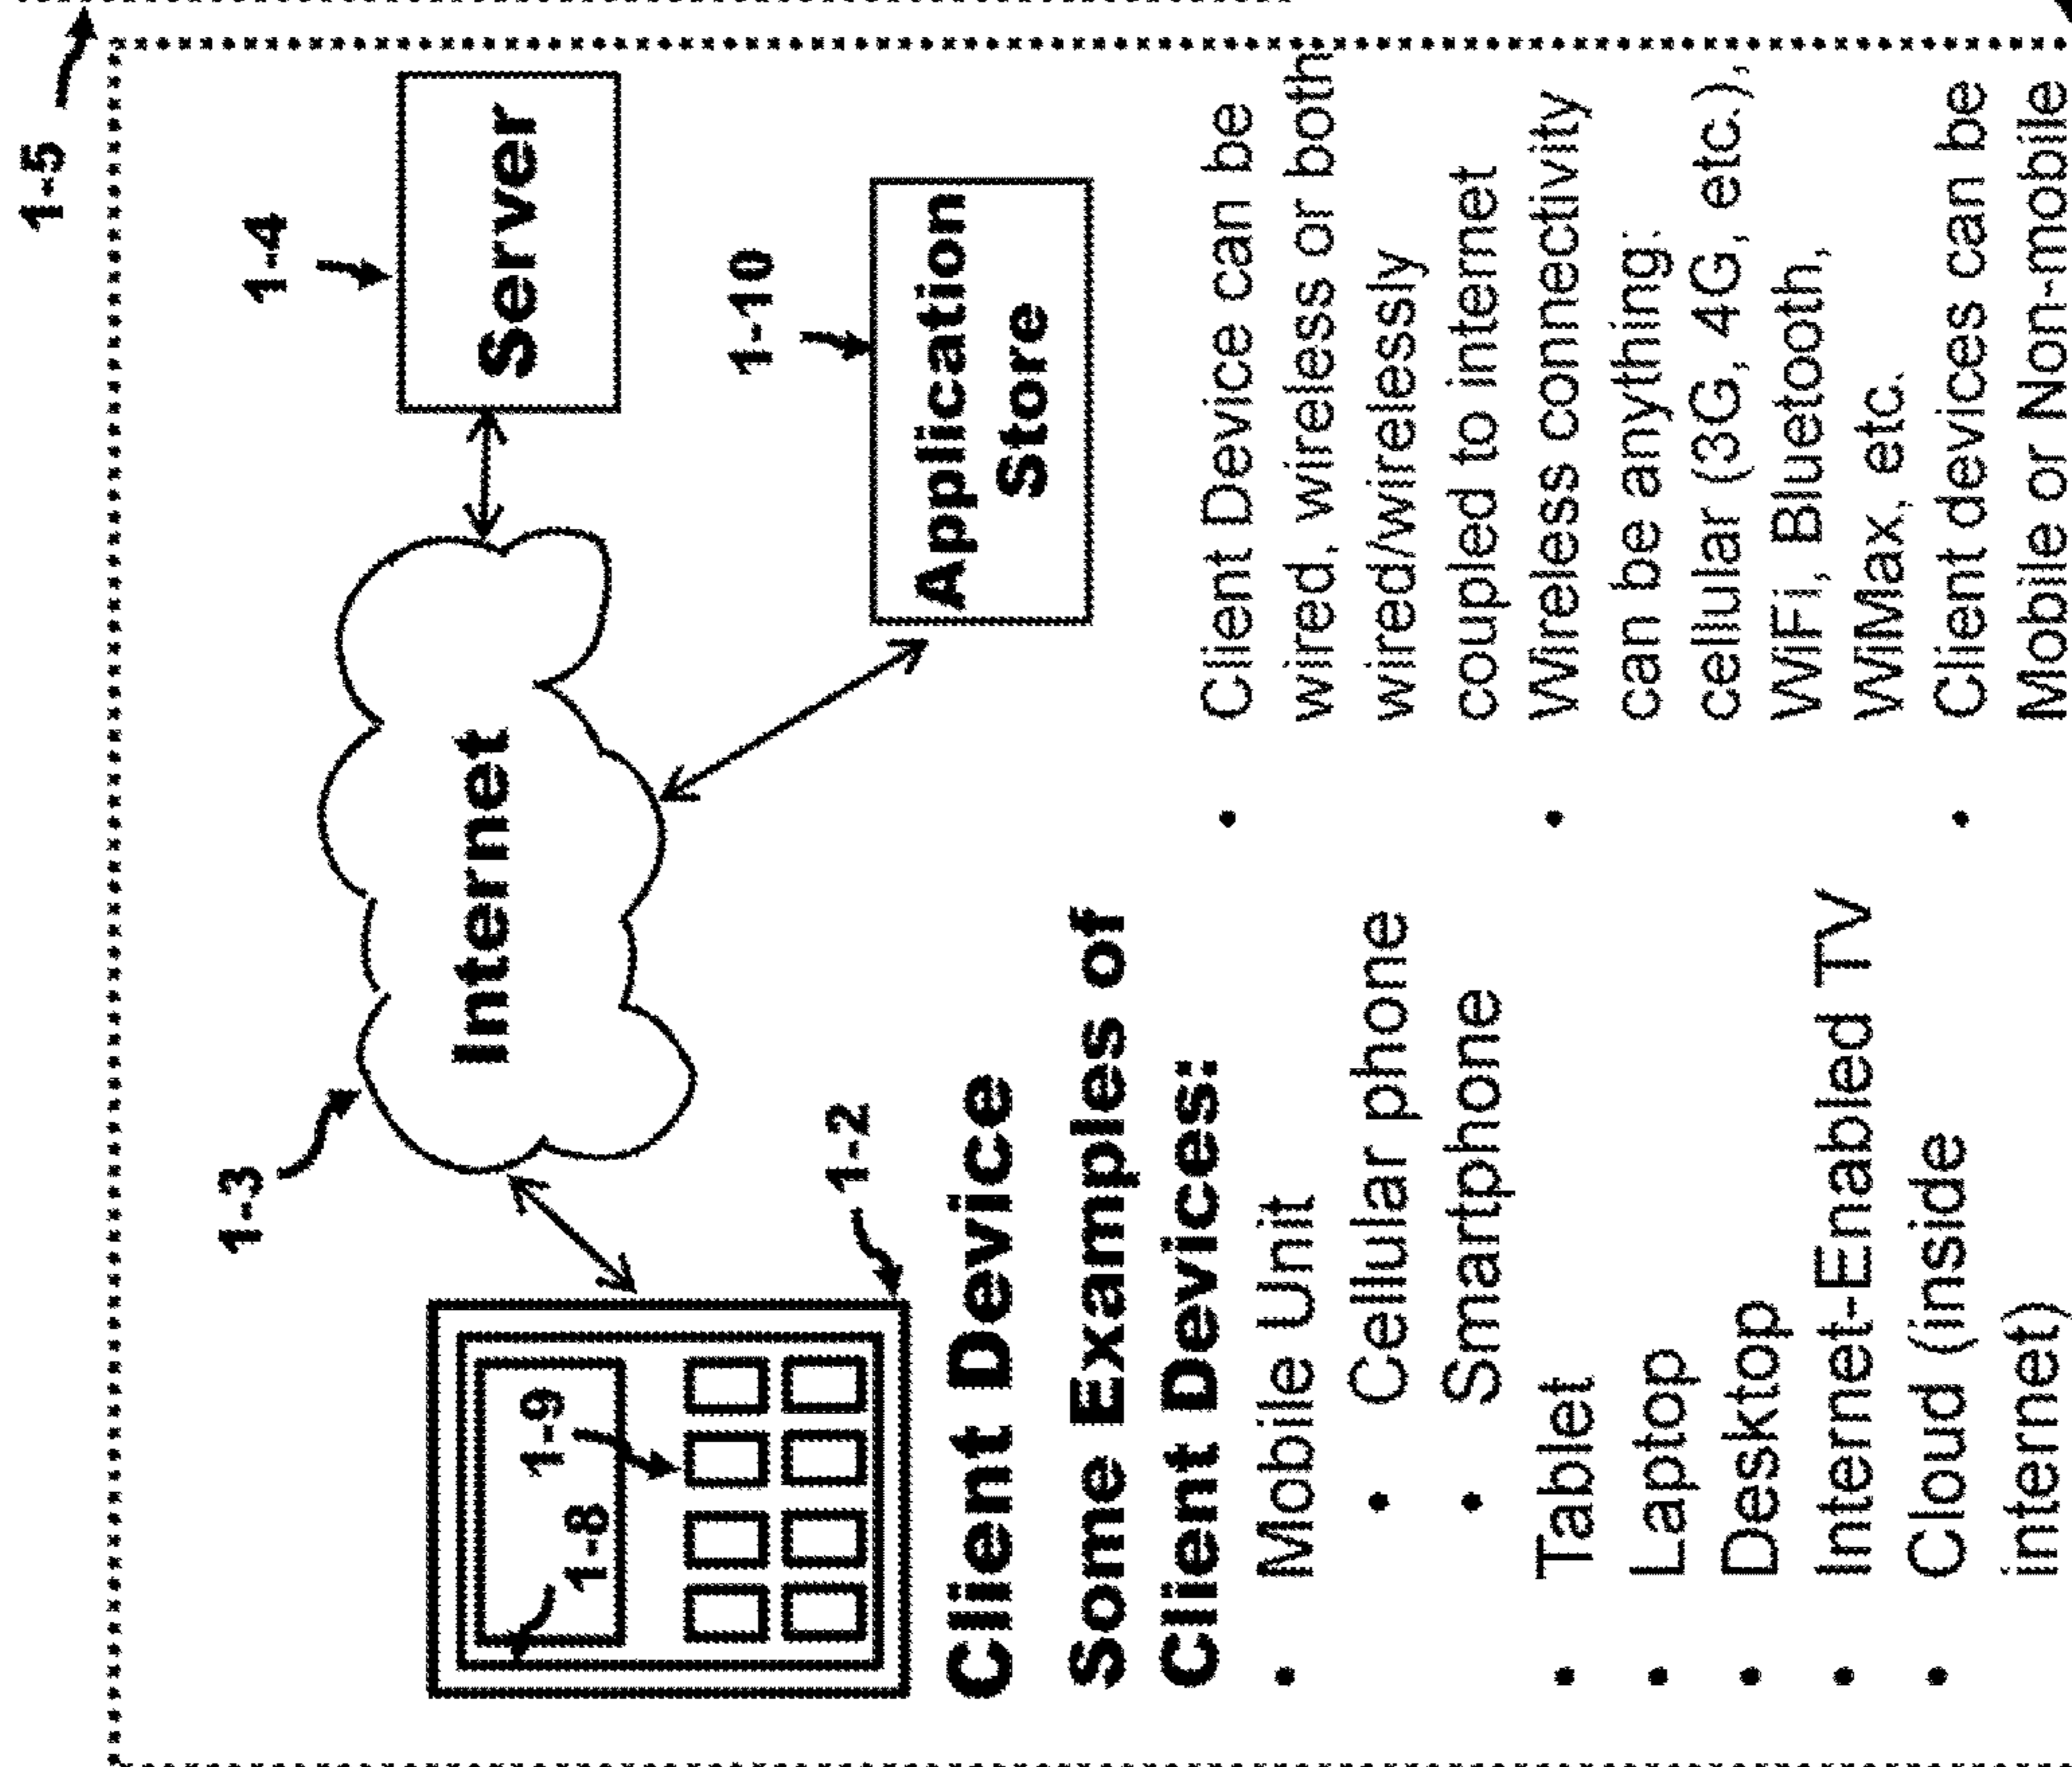 1-5
1-4
Server
1-3
Internet
1-10
Application
Store
1-9
1-8
1-2
Client Device
Some Examples of
Client Devices:
• Mobile Unit
• Cellular phone
• Smartphone
• Tablet
• Laptop
• Desktop
• Internet-Enabled TV
• Cloud (inside
internet)
• Client Device can be
wired, wireless or both
wired/wirelessly
coupled to internet
• Wireless connectivity
can be anything:
cellular (3G, 4G, etc.),
WiFi, Bluetooth,
WiMax, etc.
• Client devices can be
Mobile or Non-mobile